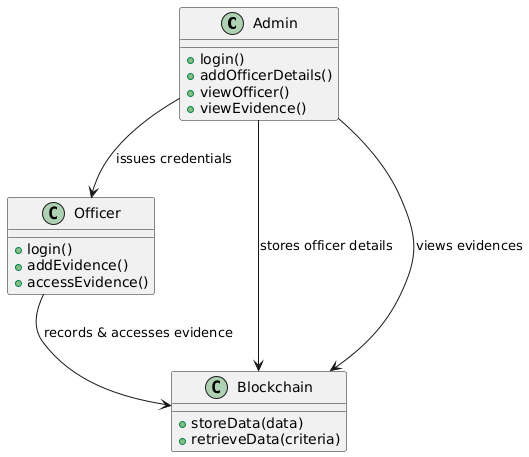 C Admin
login()
addOfficerDetails()
viewOfficer()
viewEvidence()
issues credentials
C Officer
login()
addEvidence()
accessEvidence()
stores officer details
views evidences
records & accesses evidence
C Blockchain
storeData(data)
retrieveData(criteria)